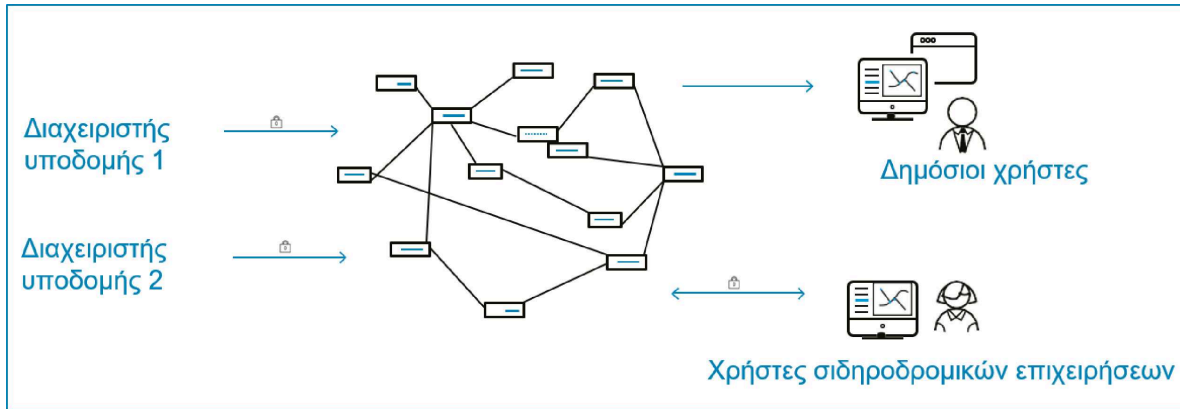 Διαχειριστής
υποδομής 1
Δημόσιοι χρήστες
Διαχειριστής
υποδομής 2
Χρήστες σιδηροδρομικών επιχειρήσεων